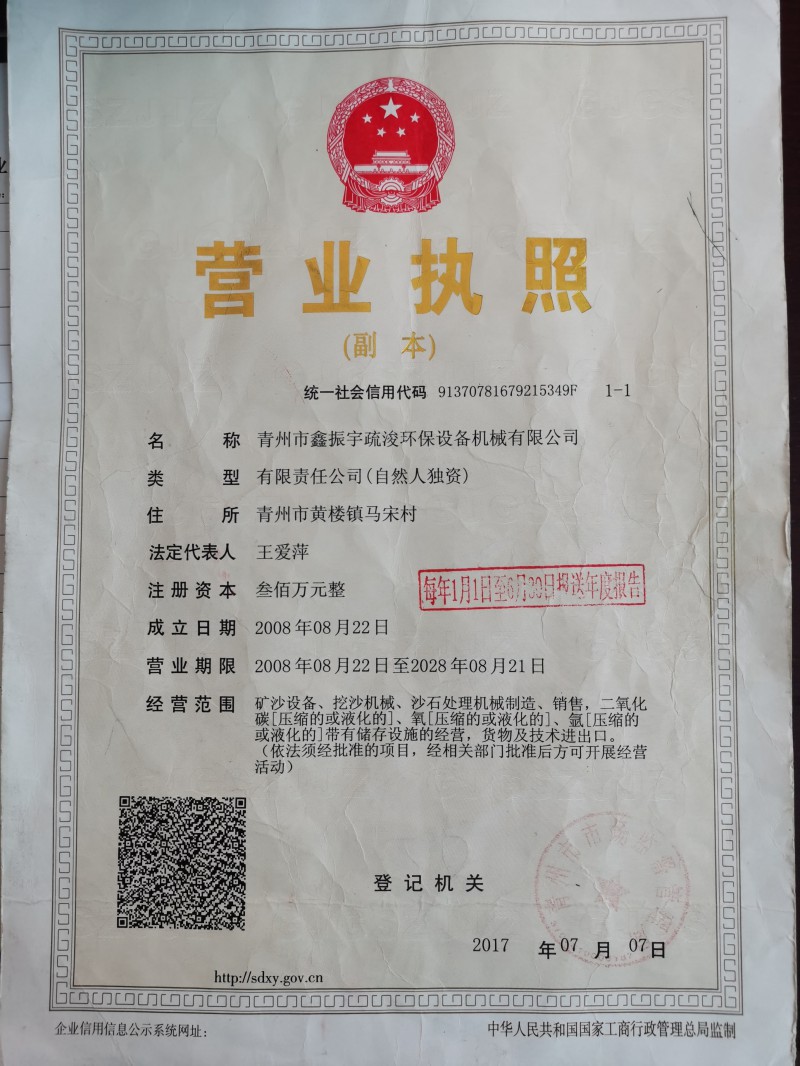 营业执照
(副 本)
统一社会信用代码 91370781679215349F 1-1
名称 青州市鑫振宇疏浚环保设备机械有限公司
类型 有限责任公司(自然人独资)
住所 青州市黄楼镇马宋村
法定代表人 王爱萍
注册资本 叁佰万元整
每年1月1日至6月30日报送年度报告
成立日期 2008年08月22日
营业期限 2008年08月22日至2028年08月21日
经营范围 矿沙设备、挖沙机械、沙石处理机械制造、销售，二氧化
碳[压缩的或液化的]、氧[压缩的或液化的]、氩[压缩的
或液化的]带有储存设施的经营，货物及技术进出口。
（依法须经批准的项目，经相关部门批准后方可开展经营
活动）
登记机关
青州市市场监督管理局
2017 年07 月 07日
http://sdxy.gov.cn
企业信用信息公示系统网址：
中华人民共和国国家工商行政管理总局监制